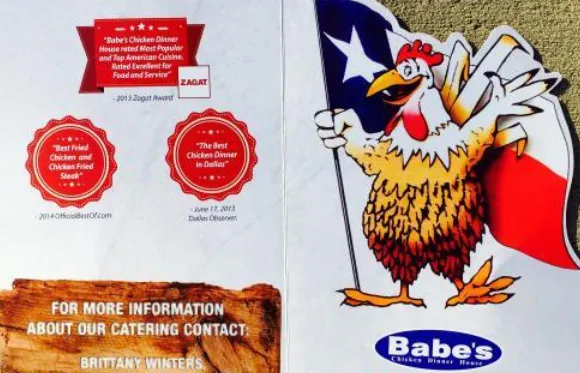 "Babe's Chicken Dinner
House reted Most Popular
and Top American Cuisine.
Rated Excellent for
Food and Service"
ZAGAT
- 2013 Zagat Award
"Best Fried
Chicken and
Chicken Fried
Steak"
- 2014 OfficialBestOf.com
"The Best
Chicken Dinner
in Dallas"
- June 17, 2013
Dallas Observer.
FOR MORE INFORMATION
ABOUT OUR CATERING CONTACT:
BRITTANY WINTERS
Babe's
Chicken Dinner House